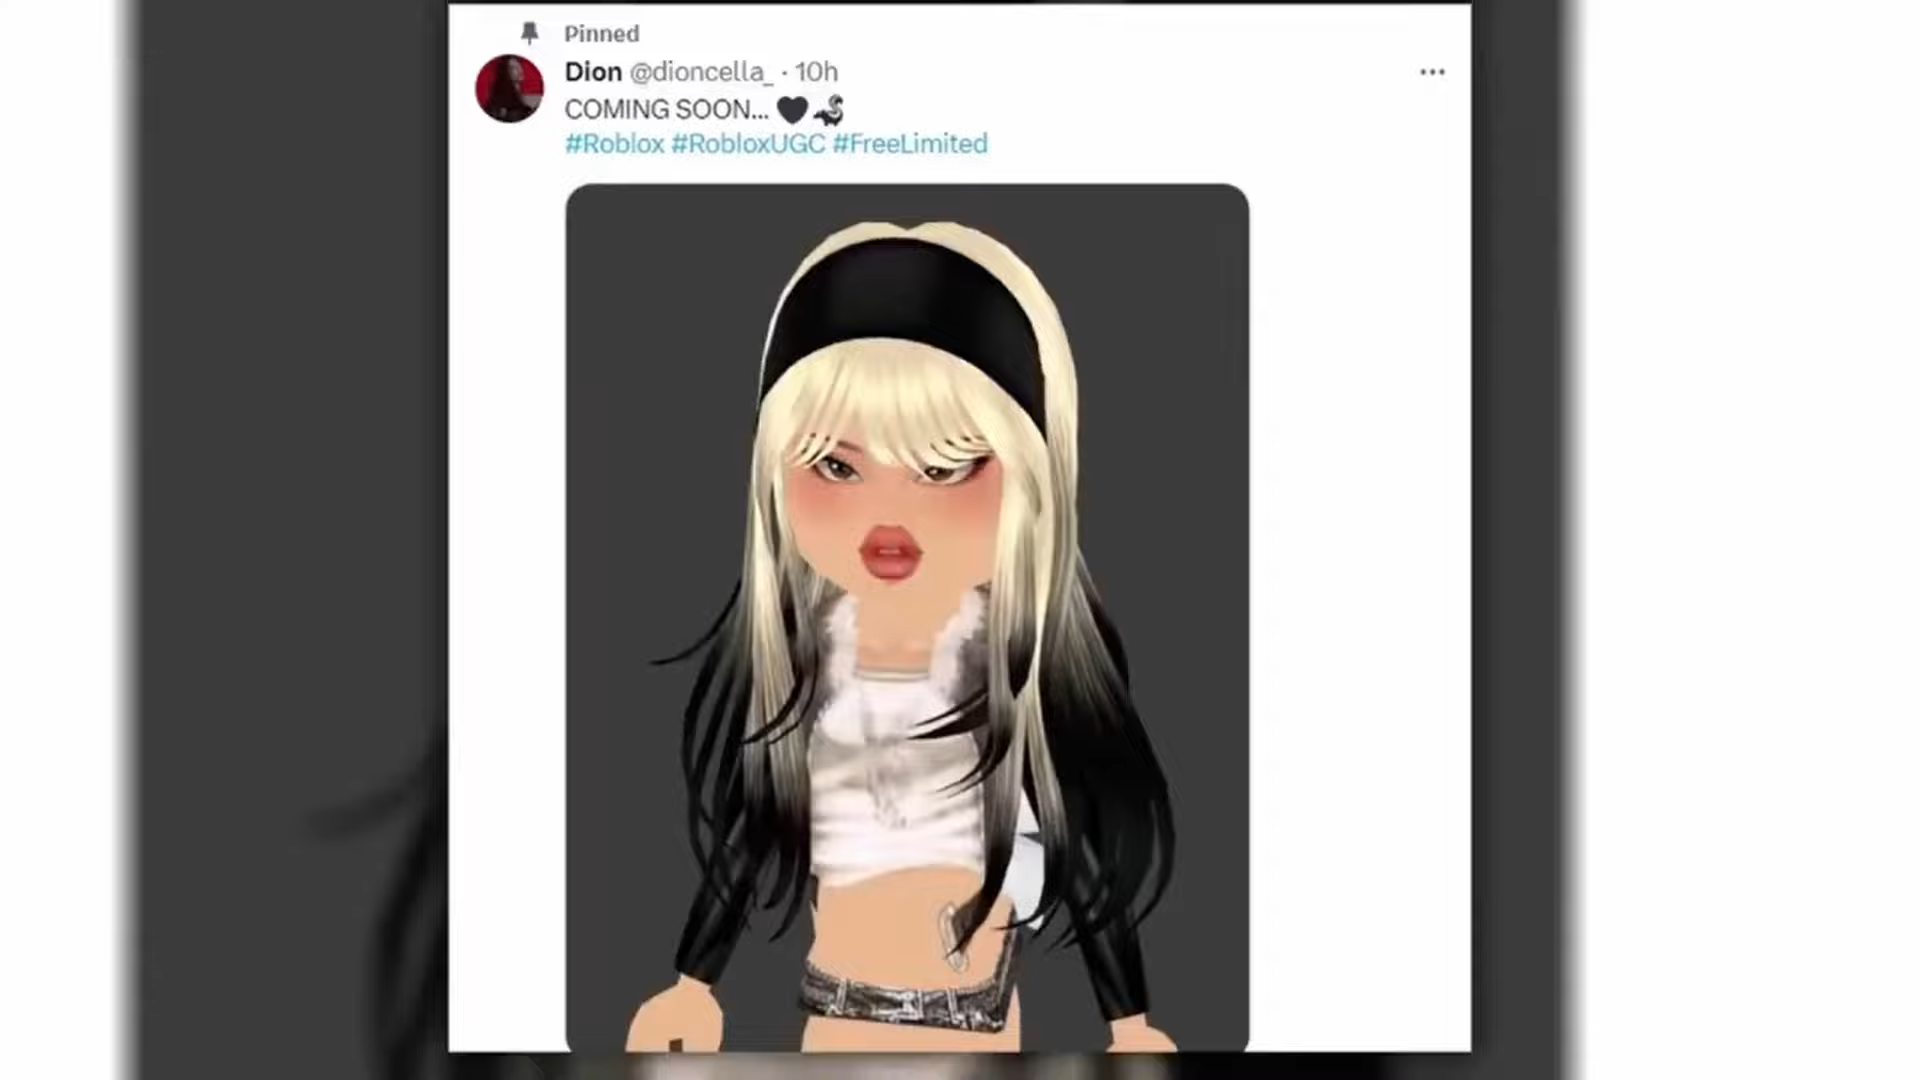 Pinned
Dion @dioncella_ · 10h
COMING SOON... 🖤🦨
#Roblox #RobloxUGC #FreeLimited